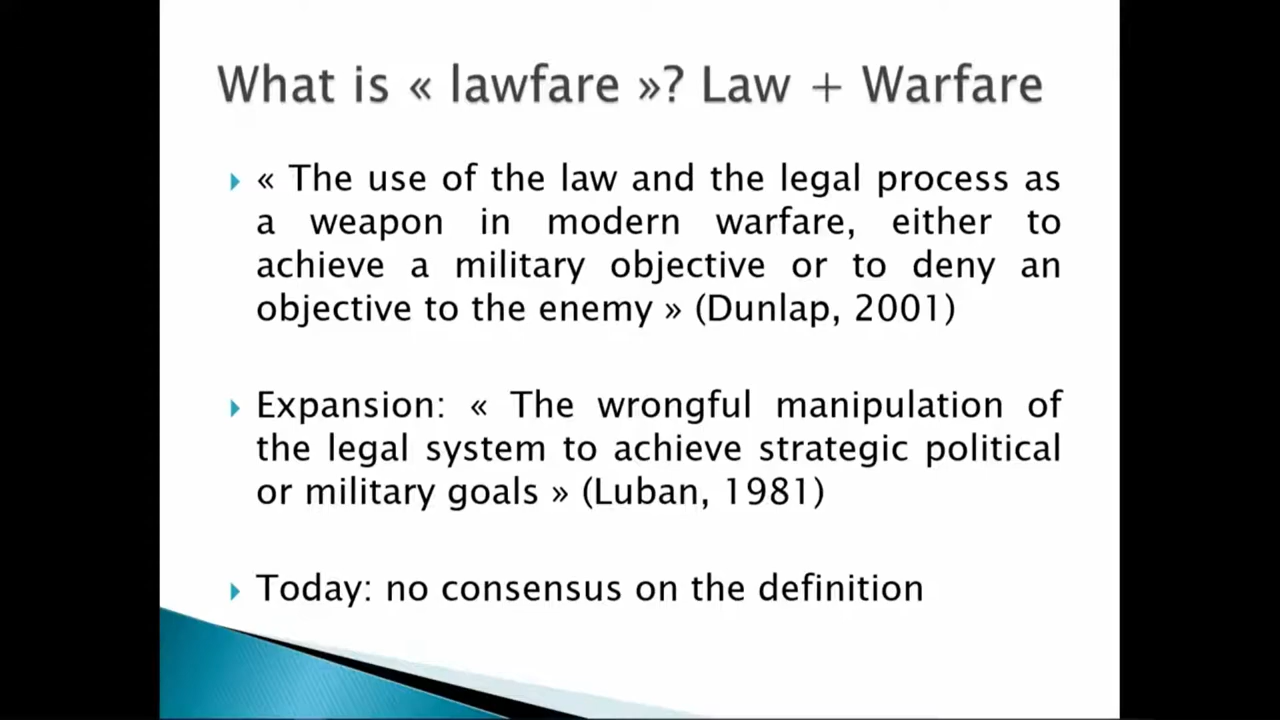 What is « lawfare »? Law + Warfare
« The use of the law and the legal process as
a weapon in modern warfare, either to
achieve a military objective or to deny an
objective to the enemy » (Dunlap, 2001)
Expansion: « The wrongful manipulation of
the legal system to achieve strategic political
or military goals » (Luban, 1981)
Today: no consensus on the definition